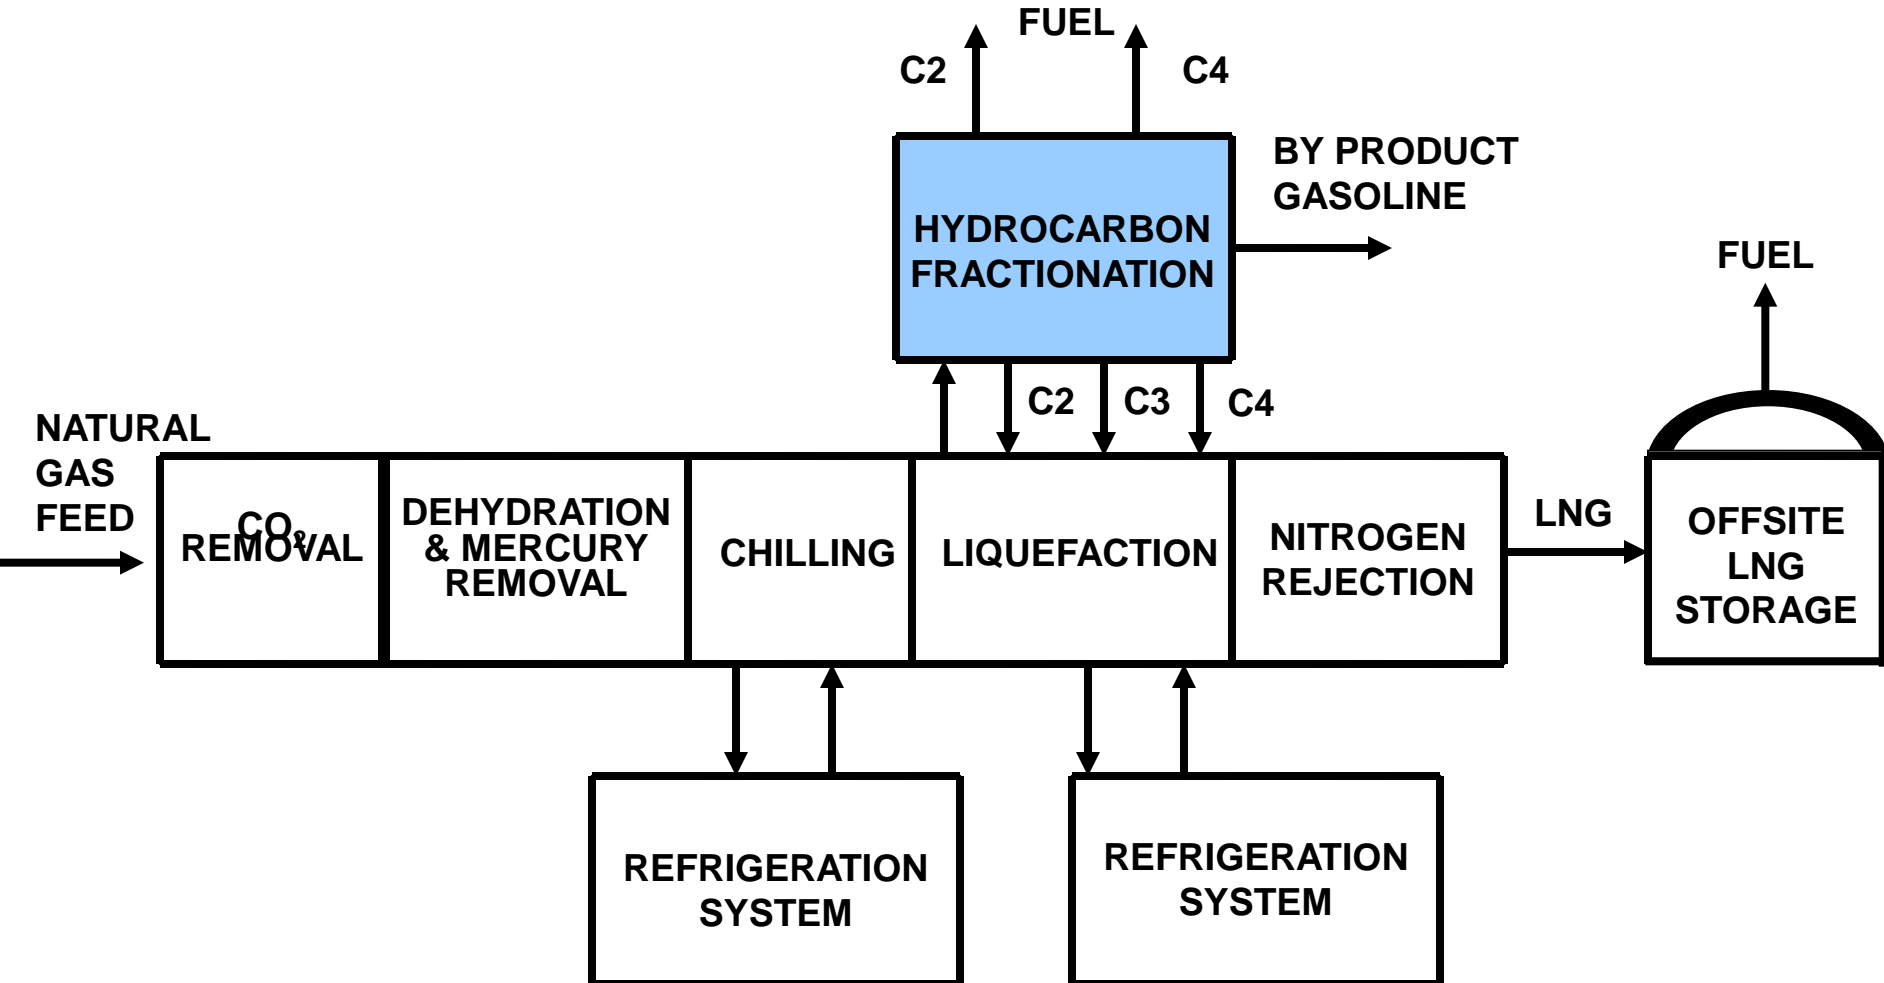 FUEL
C2
C4
BY PRODUCT
GASOLINE
HYDROCARBON
FRACTIONATION
FUEL
C2
C3
C4
NATURAL
GAS
FEED
CO2
REMOVAL
DEHYDRATION
& MERCURY
REMOVAL
CHILLING
LIQUEFACTION
NITROGEN
REJECTION
LNG
OFFSITE
LNG
STORAGE
REFRIGERATION
SYSTEM
REFRIGERATION
SYSTEM